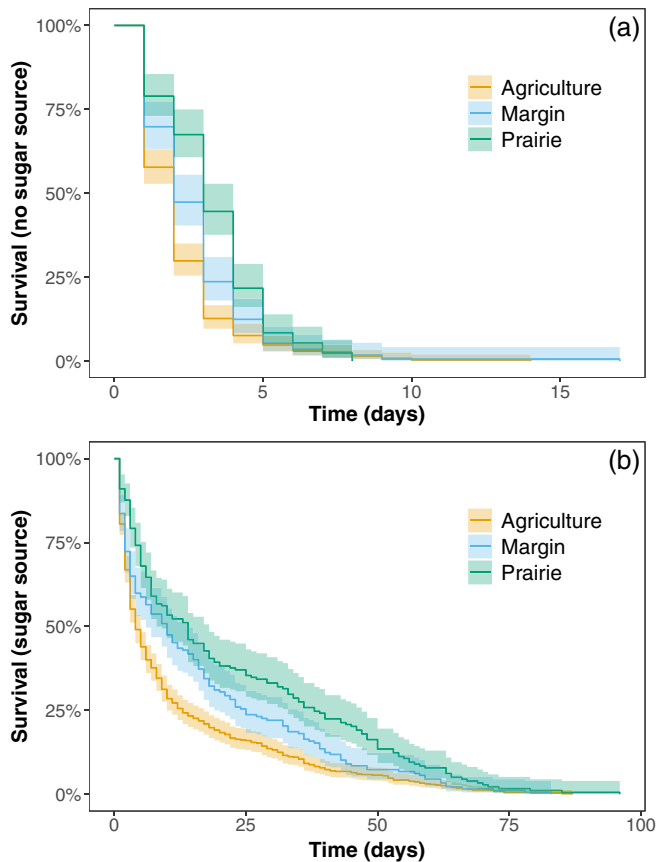 (a)
100%
75%
50%
25%
0%
Survival (no sugar source)
Agriculture
Margin
Prairie
0
5
10
15
Time (days)
(b)
100%
75%
50%
25%
0%
Survival (sugar source)
Agriculture
Margin
Prairie
0
25
50
75
100
Time (days)